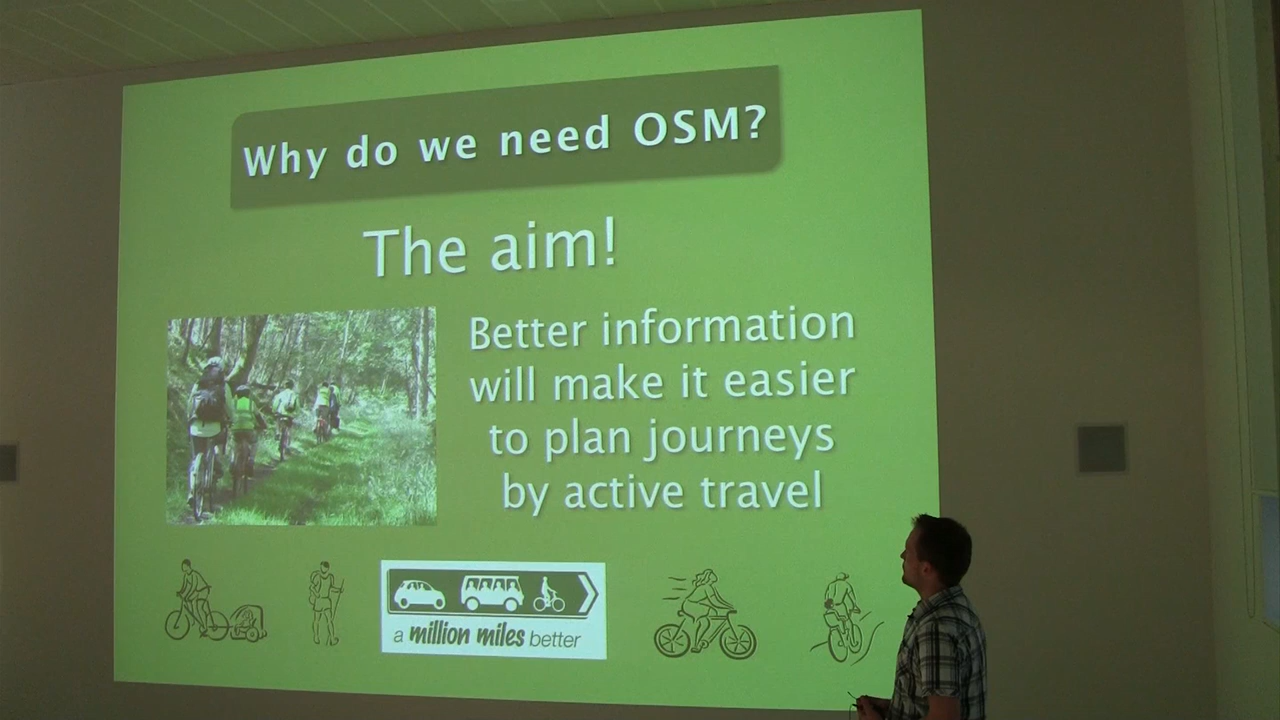 Why do we need OSM?
The aim!
Better information
will make it easier
to plan journeys
by active travel
a million miles better